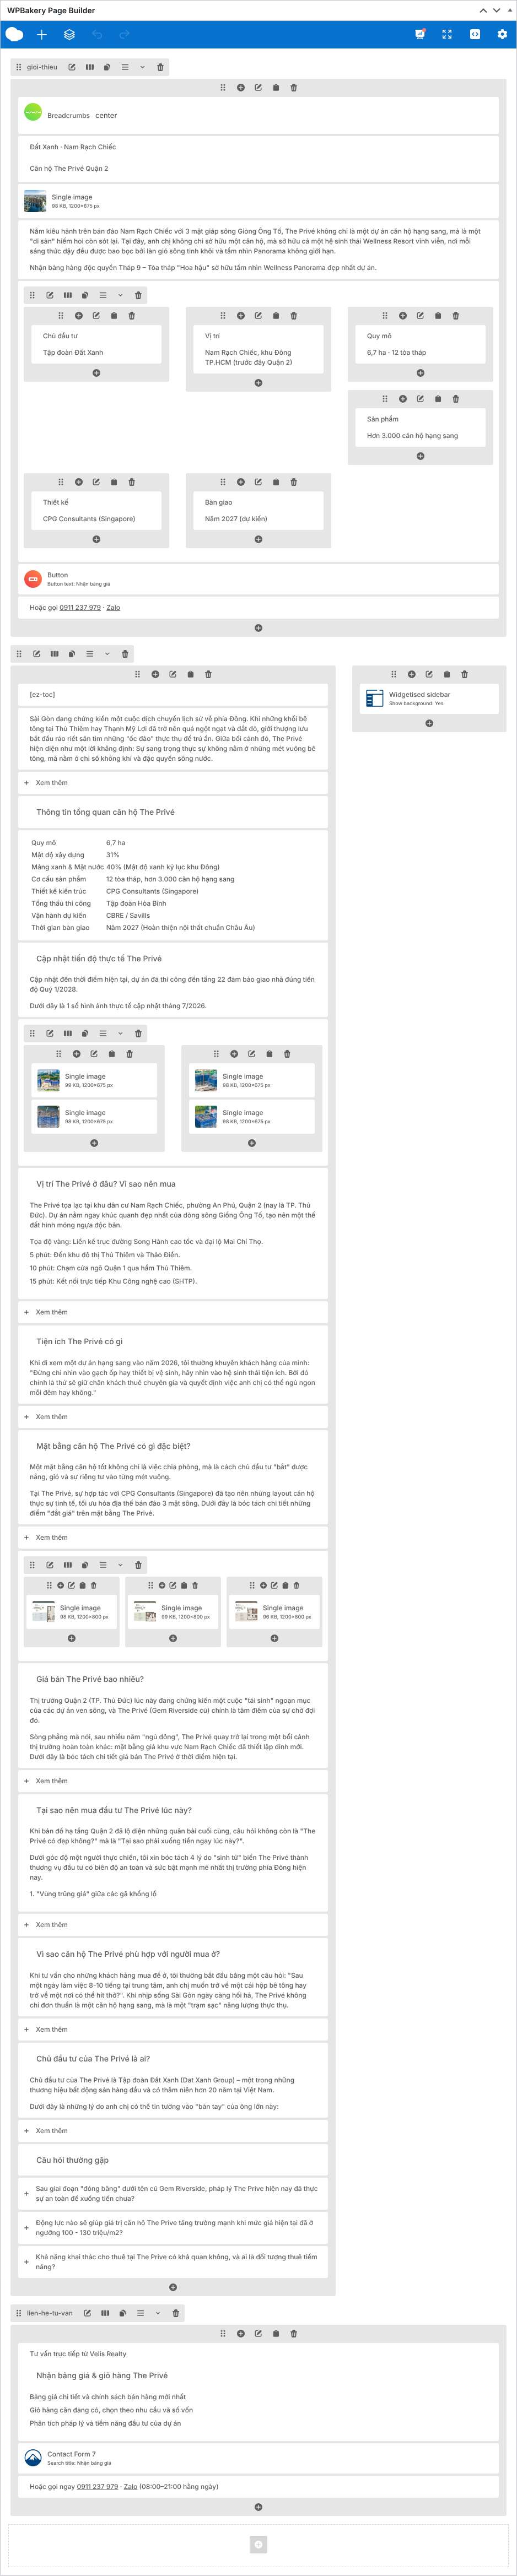 WPBakery Page Builder
gioi-thieu
Breadcrumbs center
Đất Xanh · Nam Rạch Chiếc
Căn hộ The Privé Quận 2
Single image
98 KB, 1200×675 px
Nằm kiêu hãnh trên bán đảo Nam Rạch Chiếc với 3 mặt giáp sông Giồng Ông Tố, The Privé không chỉ là một dự án căn hộ hạng sang, mà là một
"di sản" hiếm hoi còn sót lại. Tại đây, anh chị không chỉ sở hữu một căn hộ, mà sở hữu cả một hệ sinh thái Wellness Resort vĩnh viễn, nơi mỗi
sáng thức dậy đều được bao bọc bởi làn gió sông tinh khôi và tầm nhìn Panorama không giới hạn.
Nhận bảng hàng độc quyền Tháp 9 – Tòa tháp "Hoa hậu" sở hữu tầm nhìn Wellness Panorama đẹp nhất dự án.
Chủ đầu tư
Tập đoàn Đất Xanh
Vị trí
Nam Rạch Chiếc, khu Đông
TP.HCM (trước đây Quận 2)
Quy mô
6,7 ha · 12 tòa tháp
Sản phẩm
Hơn 3.000 căn hộ hạng sang
Thiết kế
CPG Consultants (Singapore)
Bàn giao
Năm 2027 (dự kiến)
Button
Button text: Nhận bảng giá
Hoặc gọi 0911 237 979 · Zalo
[ez-toc]
Sài Gòn đang chứng kiến một cuộc dịch chuyển lịch sử về phía Đông. Khi những khối bê
tông tại Thủ Thiêm hay Thạnh Mỹ Lợi đã trở nên quá ngột ngạt và đắt đỏ, giới thượng lưu
bắt đầu ráo riết săn tìm những "ốc đảo" thực thụ để trú ẩn. Giữa bối cảnh đó, The Privé
hiện diện như một lời khẳng định: Sự sang trọng thực sự không nằm ở những mét vuông bê
tông, mà nằm ở chỉ số không khí và đặc quyền sông nước.
Xem thêm
Thông tin tổng quan căn hộ The Privé
Quy mô 6,7 ha
Mật độ xây dựng 31%
Mảng xanh & Mặt nước 40% (Mật độ xanh kỷ lục khu Đông)
Cơ cấu sản phẩm 12 tòa tháp, hơn 3.000 căn hộ hạng sang
Thiết kế kiến trúc CPG Consultants (Singapore)
Tổng thầu thi công Tập đoàn Hòa Bình
Vận hành dự kiến CBRE / Savills
Thời gian bàn giao Năm 2027 (Hoàn thiện nội thất chuẩn Châu Âu)
Cập nhật tiến độ thực tế The Privé
Cập nhật đến thời điểm hiện tại, dự án đã thi công đến tầng 22 đảm bảo giao nhà đúng tiến
độ Quý 1/2028.
Dưới đây là 1 số hình ảnh thực tế cập nhật tháng 7/2026.
Single image
99 KB, 1200×675 px
Single image
98 KB, 1200×675 px
Single image
99 KB, 1200×675 px
Single image
98 KB, 1200×675 px
Vị trí The Privé ở đâu? Vì sao nên mua
The Privé tọa lạc tại khu dân cư Nam Rạch Chiếc, phường An Phú, Quận 2 (nay là TP. Thủ
Đức). Dự án nằm ngay khúc quanh đẹp nhất của dòng sông Giồng Ông Tố, tạo nên một thế
đất hình móng ngựa độc bản.
Tọa độ vàng: Liền kề trục đường Song Hành cao tốc và đại lộ Mai Chí Thọ.
5 phút: Đến khu đô thị Thủ Thiêm và Thảo Điền.
10 phút: Chạm cửa ngõ Quận 1 qua hầm Thủ Thiêm.
15 phút: Kết nối trực tiếp Khu Công nghệ cao (SHTP).
Xem thêm
Tiện ích The Privé có gì
Khi đi xem một dự án hạng sang vào năm 2026, tôi thường khuyên khách hàng của mình:
"Đừng chỉ nhìn vào gạch ốp hay thiết bị vệ sinh, hãy nhìn vào hệ sinh thái tiện ích. Bởi đó
chính là thứ sẽ giữ chân khách thuê chuyên gia và quyết định việc anh chị có thể ngủ ngon
mỗi đêm hay không."
Xem thêm
Mặt bằng căn hộ The Privé có gì đặc biệt?
Một mặt bằng căn hộ tốt không chỉ là việc chia phòng, mà là cách chủ đầu tư "bắt" được
nắng, gió và sự riêng tư vào từng mét vuông.
Tại The Privé, sự hợp tác với CPG Consultants (Singapore) đã tạo nên những layout căn hộ
thực sự tinh tế, tối ưu hóa địa thế bán đảo 3 mặt sông. Dưới đây là bóc tách chi tiết những
điểm "đắt giá" trên mặt bằng The Privé.
Xem thêm
Single image
98 KB, 1200×800 px
Single image
99 KB, 1200×800 px
Single image
96 KB, 1200×800 px
Giá bán The Privé bao nhiêu?
Thị trường Quận 2 (TP. Thủ Đức) lúc này đang chứng kiến một cuộc "tái sinh" ngoạn mục
của các dự án ven sông, và The Privé (Gem Riverside cũ) chính là tâm điểm của sự chờ đợi
đó.
Sòng phẳng mà nói, sau nhiều năm "ngủ đông", The Privé quay trở lại trong một bối cảnh
thị trường hoàn toàn khác: mặt bằng giá khu vực Nam Rạch Chiếc đã thiết lập đỉnh mới.
Dưới đây là bóc tách chi tiết giá bán The Privé ở thời điểm hiện tại.
Xem thêm
Tại sao nên mua đầu tư The Privé lúc này?
Khi bản đồ hạ tầng Quận 2 đã lộ diện những quân bài cuối cùng, câu hỏi không còn là "The
Privé có đẹp không?" mà là "Tại sao phải xuống tiền ngay lúc này?".
Dưới góc độ một người thực chiến, tôi xin bóc tách 4 lý do "sinh tử" biến The Privé thành
thương vụ đầu tư có biên độ an toàn và sức bật mạnh mẽ nhất thị trường phía Đông hiện
nay.
1. "Vùng trũng giá" giữa các gã khổng lồ
Xem thêm
Vì sao căn hộ The Privé phù hợp với người mua ở?
Khi tư vấn cho những khách hàng mua để ở, tôi thường bắt đầu bằng một câu hỏi: "Sau
một ngày làm việc 8-10 tiếng tại trung tâm, anh chị muốn trở về một cái hộp bê tông hay
trở về một nơi có thể hít thở?". Khi nhịp sống Sài Gòn ngày càng hối hả, The Privé không
chỉ đơn thuần là một căn hộ hạng sang, mà là một "trạm sạc" năng lượng thực thụ.
Xem thêm
Chủ đầu tư của The Privé là ai?
Chủ đầu tư của The Privé là Tập đoàn Đất Xanh (Dat Xanh Group) – một trong những
thương hiệu bất động sản hàng đầu và có thâm niên hơn 20 năm tại Việt Nam.
Dưới đây là những lý do anh chị có thể tin tưởng vào "bàn tay" của ông lớn này:
Xem thêm
Câu hỏi thường gặp
Sau giai đoạn "đóng băng" dưới tên cũ Gem Riverside, pháp lý The Prive hiện nay đã thực
sự an toàn để xuống tiền chưa?
Động lực nào sẽ giúp giá trị căn hộ The Prive tăng trưởng mạnh khi mức giá hiện tại đã ở
ngưỡng 100 - 130 triệu/m2?
Khả năng khai thác cho thuê tại The Prive có khả quan không, và ai là đối tượng thuê tiềm
năng?
Widgetised sidebar
Show background: Yes
lien-he-tu-van
Tư vấn trực tiếp từ Velis Realty
Nhận bảng giá & giỏ hàng The Privé
Bảng giá chi tiết và chính sách bán hàng mới nhất
Giỏ hàng căn đang có, chọn theo nhu cầu và số vốn
Phân tích pháp lý và tiềm năng đầu tư của dự án
Contact Form 7
Search title: Nhận bảng giá
Hoặc gọi ngay 0911 237 979 · Zalo (08:00–21:00 hằng ngày)